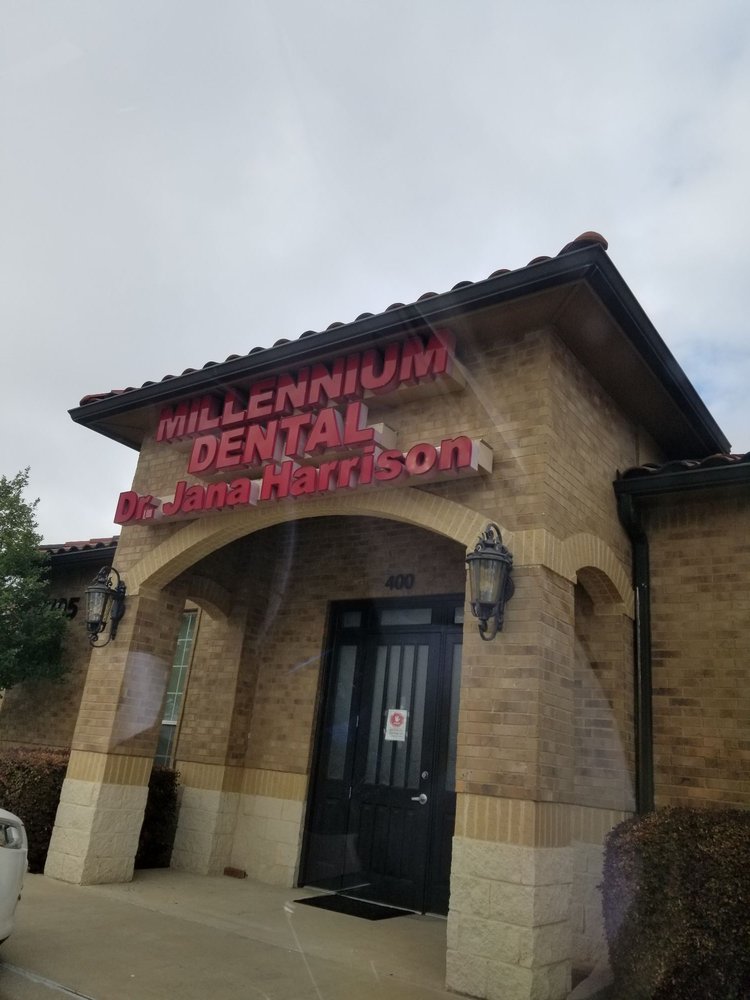 MILLENNIUM
DENTAL
Dr. Jana Harrison
400